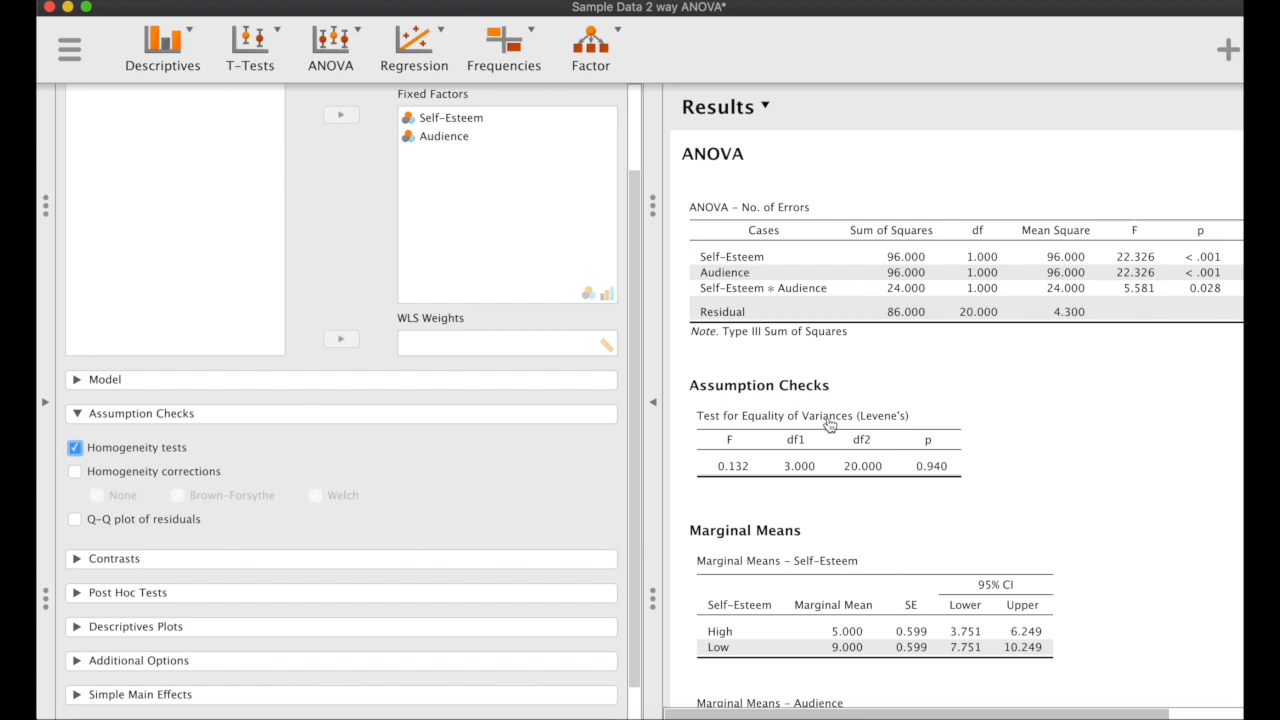 Sample Data 2 way ANOVA*
Descriptives T-Tests ANOVA Regression Frequencies Factor
Fixed Factors
Self-Esteem
Audience
WLS Weights
Model
Assumption Checks
Homogeneity tests
Homogeneity corrections
None Brown-Forsythe Welch
Q-Q plot of residuals
Contrasts
Post Hoc Tests
Descriptives Plots
Additional Options
Simple Main Effects
Results
ANOVA
ANOVA - No. of Errors
Cases Sum of Squares df Mean Square F p
Self-Esteem 96.000 1.000 96.000 22.326 < .001
Audience 96.000 1.000 96.000 22.326 < .001
Self-Esteem ∗ Audience 24.000 1.000 24.000 5.581 0.028
Residual 86.000 20.000 4.300
Note. Type III Sum of Squares
Assumption Checks
Test for Equality of Variances (Levene's)
F df1 df2 p
0.132 3.000 20.000 0.940
Marginal Means
Marginal Means - Self-Esteem
95% CI
Self-Esteem Marginal Mean SE Lower Upper
High 5.000 0.599 3.751 6.249
Low 9.000 0.599 7.751 10.249
Marginal Means - Audience